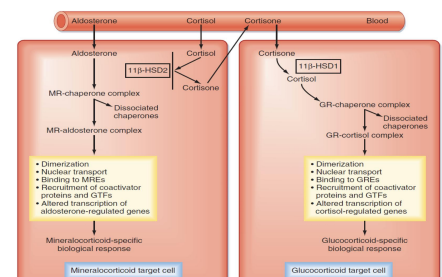 Aldosterone Cortisol Cortisone Blood
Aldosterone
Cortisol
11β-HSD2
Cortisone
MR-chaperone complex
Dissociated
chaperones
MR-aldosterone complex
• Dimerization
• Nuclear transport
• Binding to MREs
• Recruitment of coactivator
proteins and GTFs
• Altered transcription of
aldosterone-regulated genes
Mineralocorticoid-specific
biological response
Mineralocorticoid target cell
Cortisone
11β-HSD1
Cortisol
GR-chaperone complex
Dissociated
chaperones
GR-cortisol complex
• Dimerization
• Nuclear transport
• Binding to GREs
• Recruitment of coactivator
proteins and GTFs
• Altered transcription of
cortisol-regulated genes
Glucocorticoid-specific
biological response
Glucocorticoid target cell